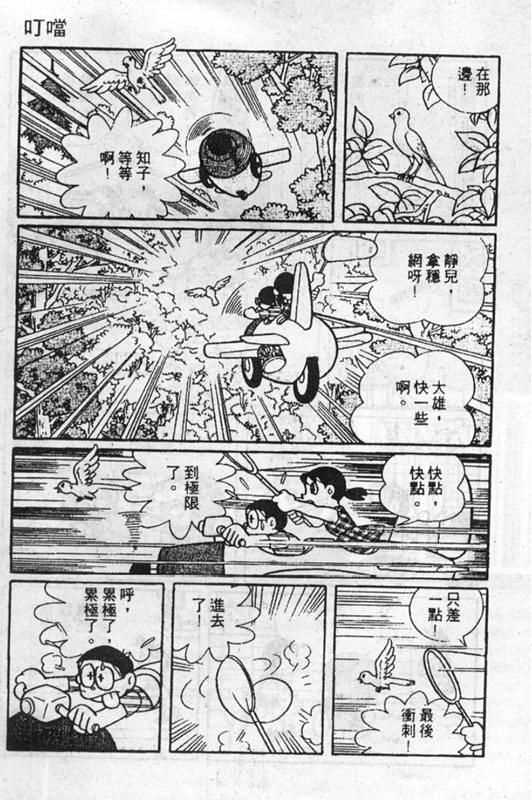 叮噹
在那
邊！
知子，
等等
啊！
靜兒，
拿穩
網呀！
大雄，
快一些
啊。
快點，
快點。
到極限
了。
只差
一點！
最後
衝刺！
進去
了！
呼，
累極了，
累極了。